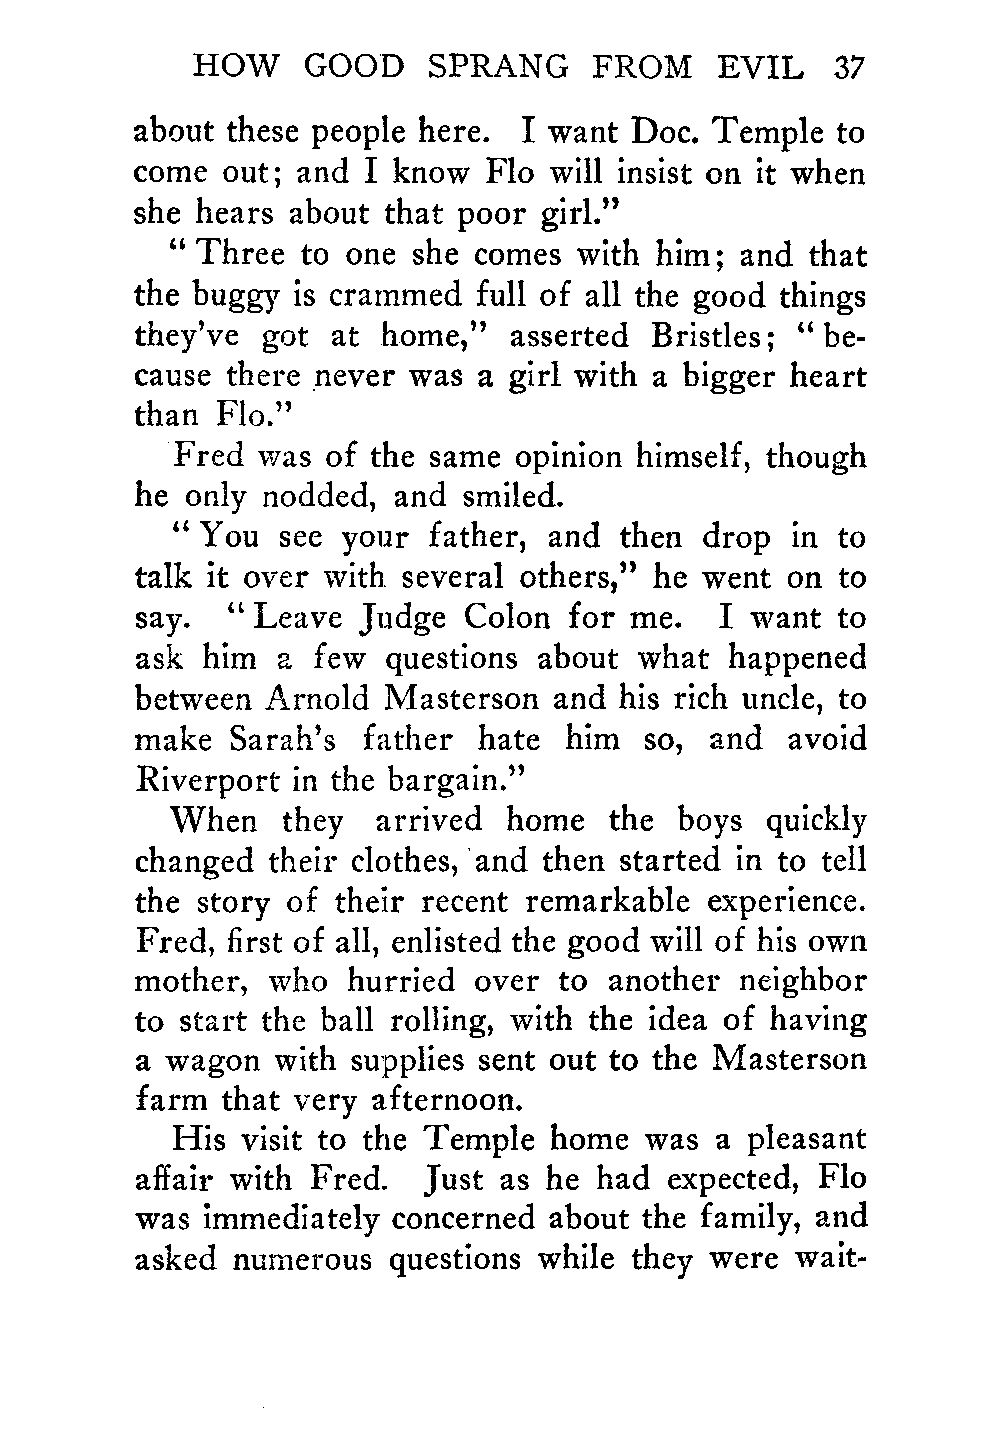 HOW GOOD SPRANG FROM EVIL 37
about these people here. I want Doc. Temple to
come out; and I know Flo will insist on it when
she hears about that poor girl."
" Three to one she comes with him; and that
the buggy is crammed full of all the good things
they've got at home," asserted Bristles; " be-
cause there never was a girl with a bigger heart
than Flo."
Fred was of the same opinion himself, though
he only nodded, and smiled.
" You see your father, and then drop in to
talk it over with several others," he went on to
say. " Leave Judge Colon for me. I want to
ask him a few questions about what happened
between Arnold Masterson and his rich uncle, to
make Sarah's father hate him so, and avoid
Riverport in the bargain."
When they arrived home the boys quickly
changed their clothes, and then started in to tell
the story of their recent remarkable experience.
Fred, first of all, enlisted the good will of his own
mother, who hurried over to another neighbor
to start the ball rolling, with the idea of having
a wagon with supplies sent out to the Masterson
farm that very afternoon.
His visit to the Temple home was a pleasant
affair with Fred. Just as he had expected, Flo
was immediately concerned about the family, and
asked numerous questions while they were wait-